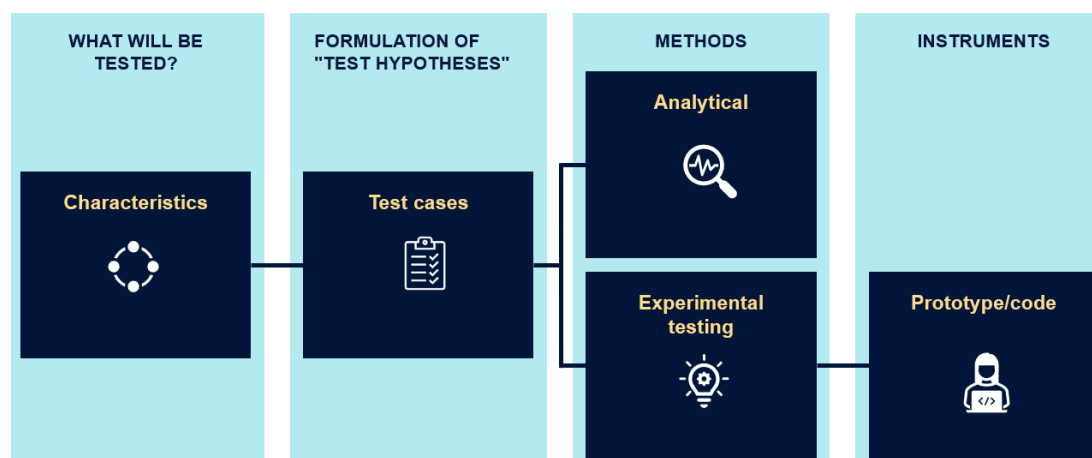 WHAT WILL BE
TESTED?
Characteristics
FORMULATION OF
"TEST HYPOTHESES"
Test cases
METHODS
Analytical
Experimental
testing
INSTRUMENTS
Prototype/code
</>